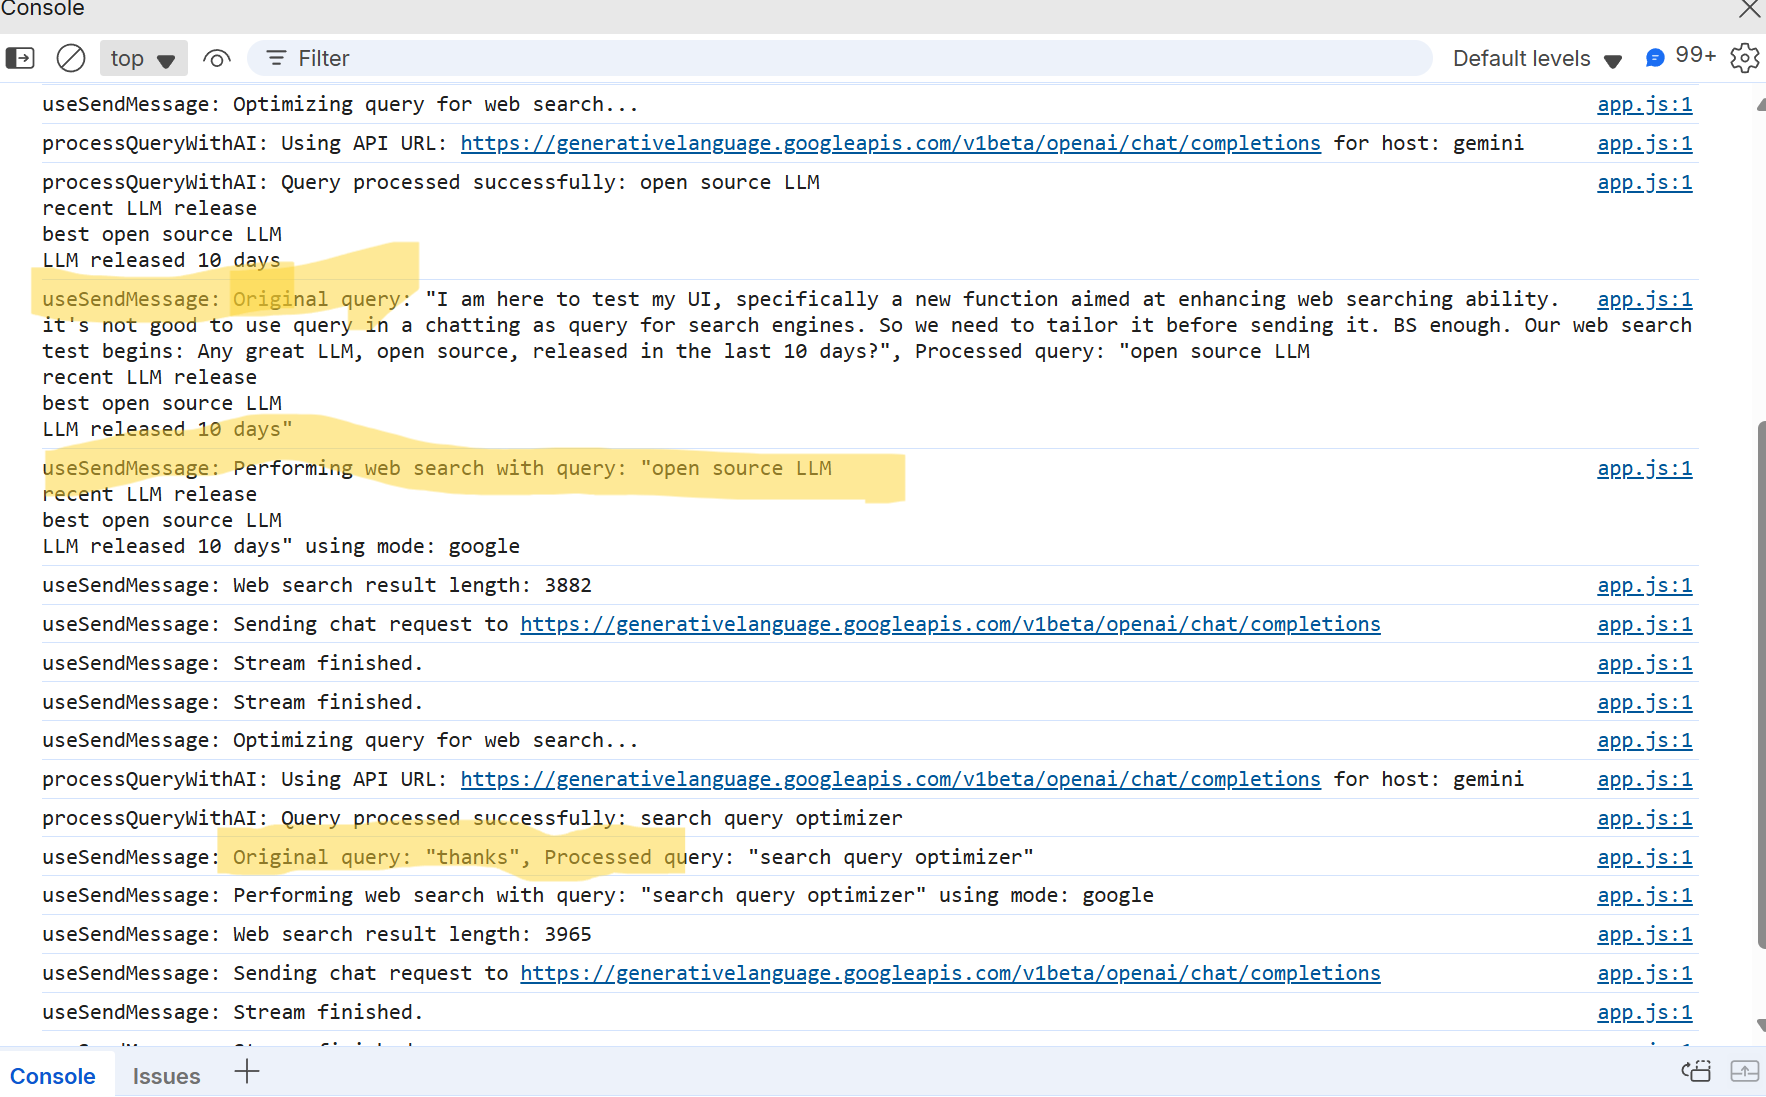 Console
top
Filter
Default levels
99+
useSendMessage: Optimizing query for web search...
app.js:1
processQueryWithAI: Using API URL: https://generativelanguage.googleapis.com/v1beta/openai/chat/completions for host: gemini
app.js:1
processQueryWithAI: Query processed successfully: open source LLM
app.js:1
recent LLM release
best open source LLM
LLM released 10 days
useSendMessage: Original query: "I am here to test my UI, specifically a new function aimed at enhancing web searching ability.
app.js:1
it's not good to use query in a chatting as query for search engines. So we need to tailor it before sending it. BS enough. Our web search
test begins: Any great LLM, open source, released in the last 10 days?", Processed query: "open source LLM
recent LLM release
best open source LLM
LLM released 10 days"
useSendMessage: Performing web search with query: "open source LLM
app.js:1
recent LLM release
best open source LLM
LLM released 10 days" using mode: google
useSendMessage: Web search result length: 3882
app.js:1
useSendMessage: Sending chat request to https://generativelanguage.googleapis.com/v1beta/openai/chat/completions
app.js:1
useSendMessage: Stream finished.
app.js:1
useSendMessage: Stream finished.
app.js:1
useSendMessage: Optimizing query for web search...
app.js:1
processQueryWithAI: Using API URL: https://generativelanguage.googleapis.com/v1beta/openai/chat/completions for host: gemini
app.js:1
processQueryWithAI: Query processed successfully: search query optimizer
app.js:1
useSendMessage: Original query: "thanks", Processed query: "search query optimizer"
app.js:1
useSendMessage: Performing web search with query: "search query optimizer" using mode: google
app.js:1
useSendMessage: Web search result length: 3965
app.js:1
useSendMessage: Sending chat request to https://generativelanguage.googleapis.com/v1beta/openai/chat/completions
app.js:1
useSendMessage: Stream finished.
app.js:1
Console
Issues